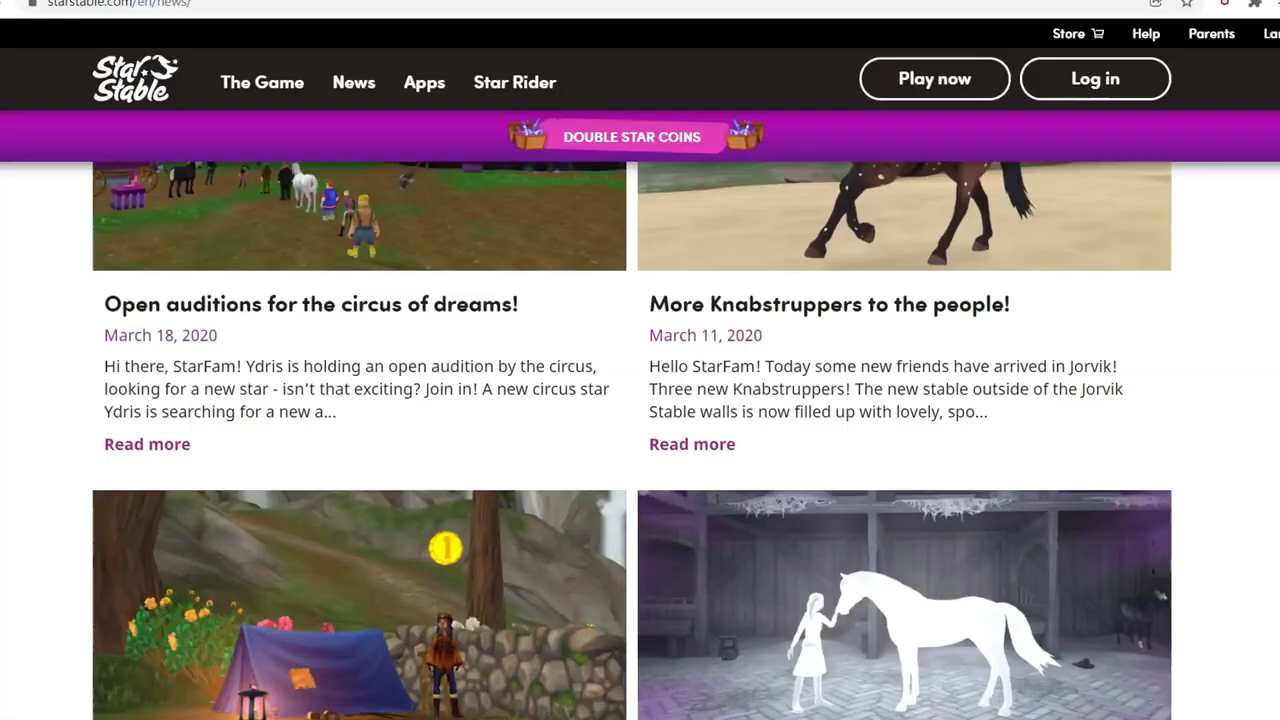 starstable.com/en/news/
Store Help Parents
Star Stable
The Game News Apps Star Rider Play now Log in
DOUBLE STAR COINS
Open auditions for the circus of dreams!
March 18, 2020
Hi there, StarFam! Ydris is holding an open audition by the circus,
looking for a new star - isn’t that exciting? Join in! A new circus star
Ydris is searching for a new a...
Read more
More Knabstruppers to the people!
March 11, 2020
Hello StarFam! Today some new friends have arrived in Jorvik!
Three new Knabstruppers! The new stable outside of the Jorvik
Stable walls is now filled up with lovely, spo...
Read more
1